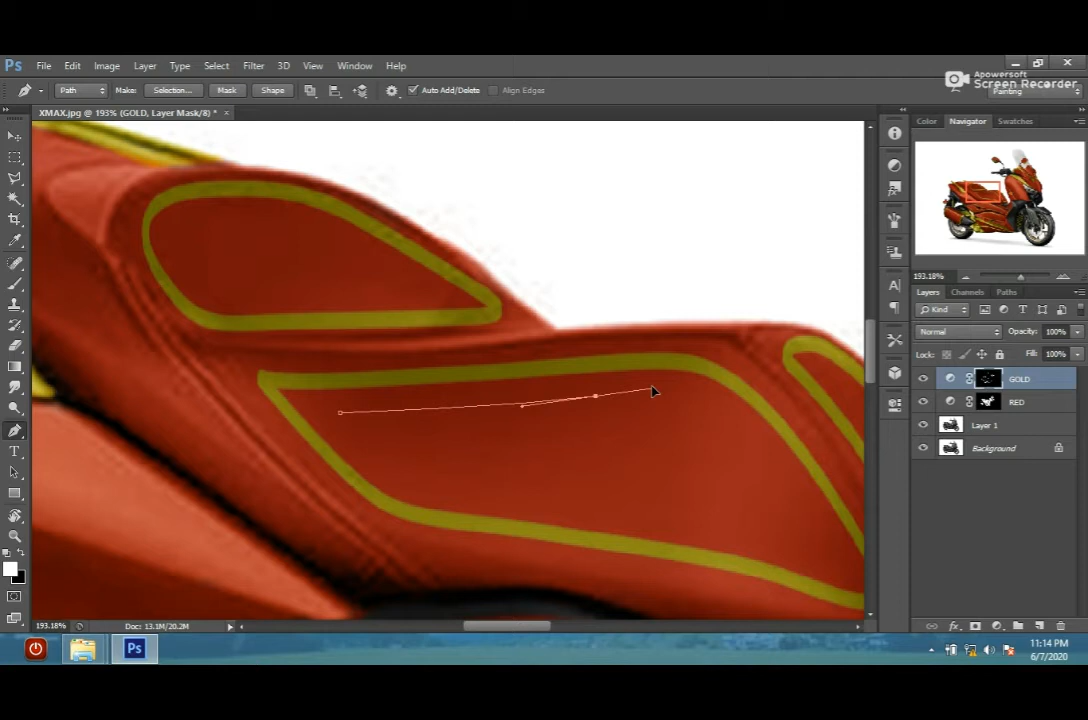 Ps File Edit Image Layer Type Select Filter 3D View Window Help
Apowersoft
Screen Recorder
Path Make: Selection... Mask Shape Auto Add/Delete Align Edges Painting
XMAX.jpg @ 193% (GOLD, Layer Mask/8) * ×
Color Navigator Swatches
193.18%
Layers Channels Paths
Kind
Normal Opacity: 100%
Lock: Fill: 100%
GOLD
RED
Layer 1
Background
193.18% Doc: 13.1M/20.2M
fx
Ps
11:14 PM
6/7/2020